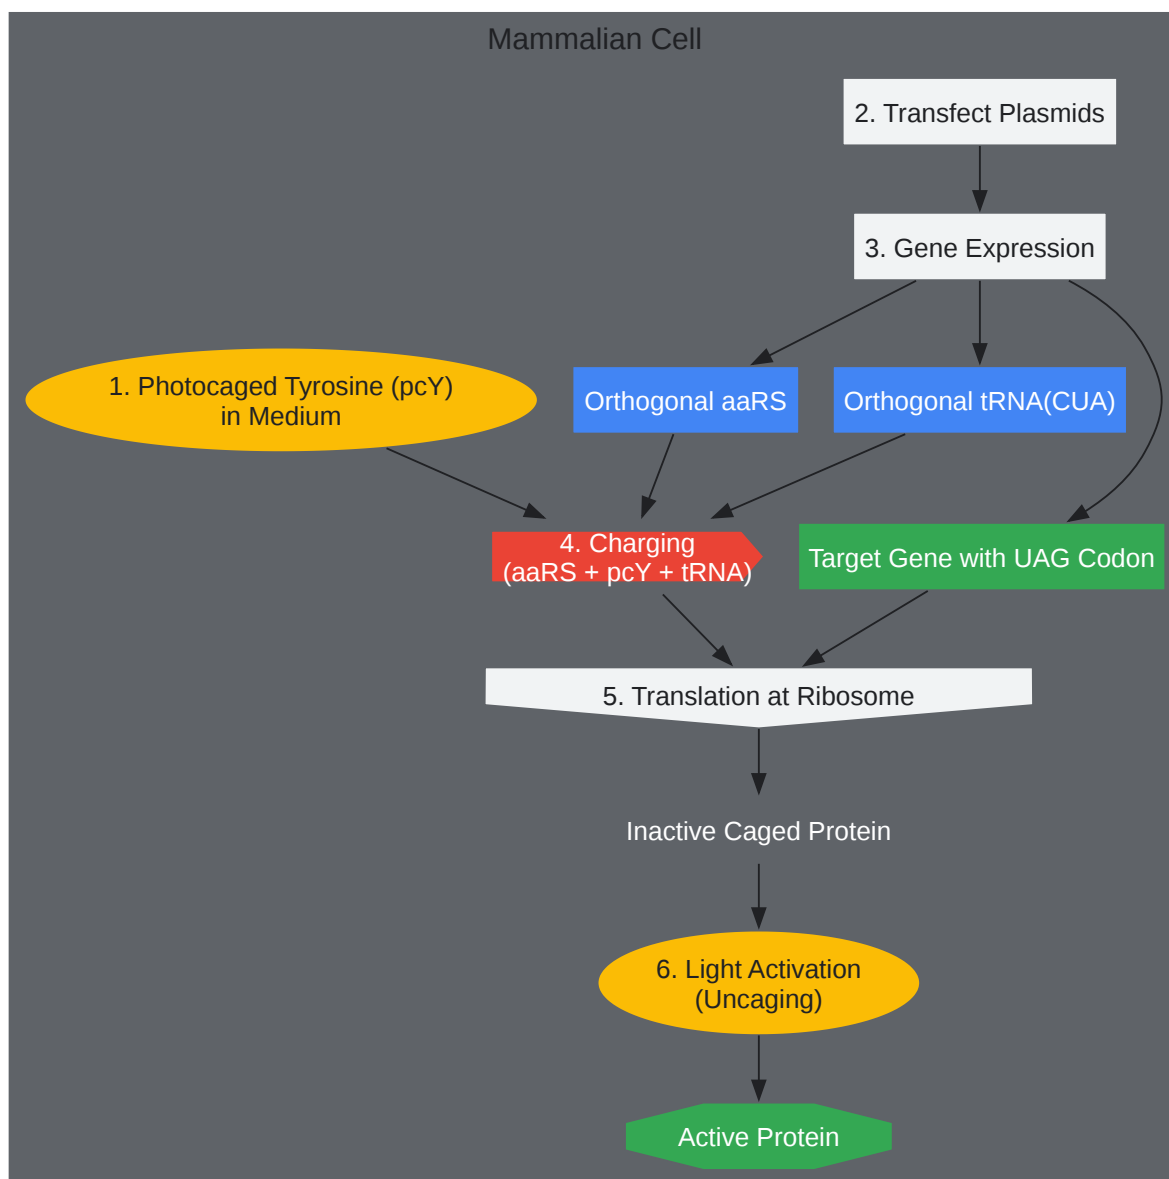 Mammalian Cell
2. Transfect Plasmids
3. Gene Expression
1. Photocaged Tyrosine (pcY)
in Medium
Orthogonal aaRS
Orthogonal tRNA(CUA)
4. Charging
(aaRS + pcY + tRNA)
Target Gene with UAG Codon
5. Translation at Ribosome
Inactive Caged Protein
6. Light Activation
(Uncaging)
Active Protein